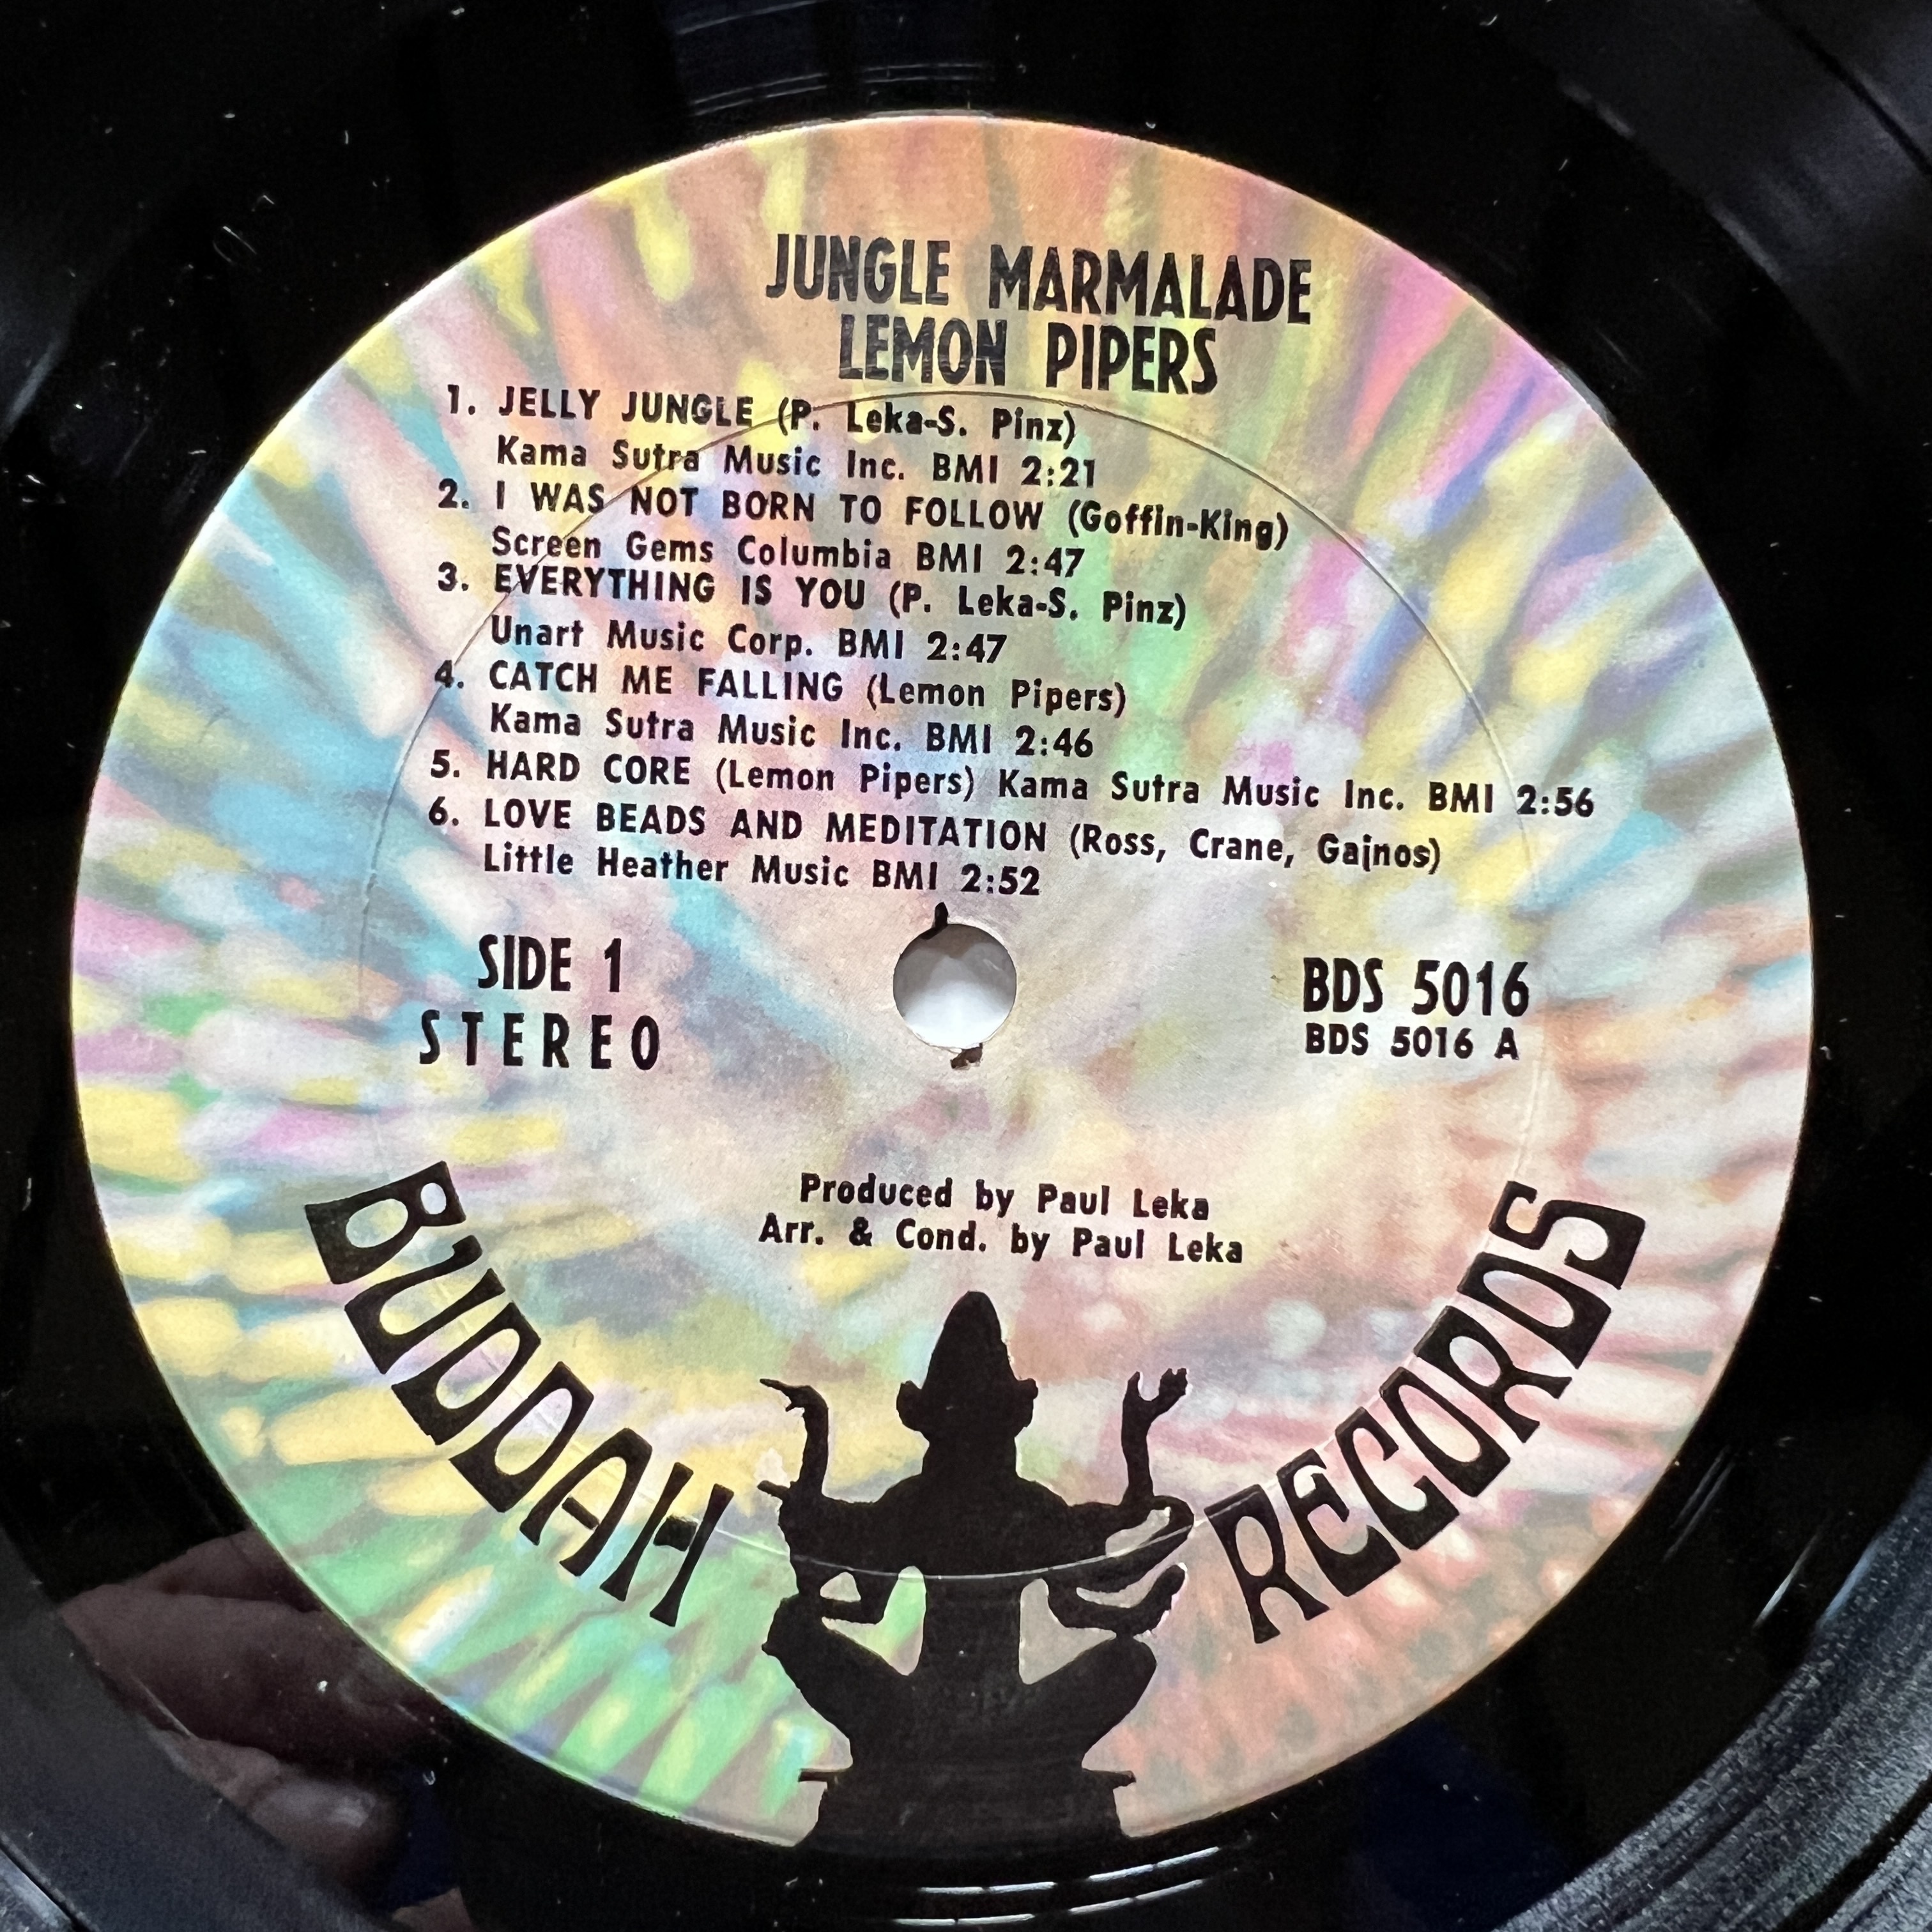 JUNGLE MARMALADE
LEMON PIPERS
1. JELLY JUNGLE (P. Leka-S. Pinz)
Kama Sutra Music Inc. BMI 2:21
2. I WAS NOT BORN TO FOLLOW (Goffin-King)
Screen Gems Columbia BMI 2:47
3. EVERYTHING IS YOU (P. Leka-S. Pinz)
Unart Music Corp. BMI 2:47
4. CATCH ME FALLING (Lemon Pipers)
Kama Sutra Music Inc. BMI 2:46
5. HARD CORE (Lemon Pipers) Kama Sutra Music Inc. BMI 2:56
6. LOVE BEADS AND MEDITATION (Ross, Crane, Gajnos)
Little Heather Music BMI 2:52
SIDE 1
STEREO
BDS 5016
BDS 5016 A
Produced by Paul Leka
Arr. & Cond. by Paul Leka
BUDDAH RECORDS